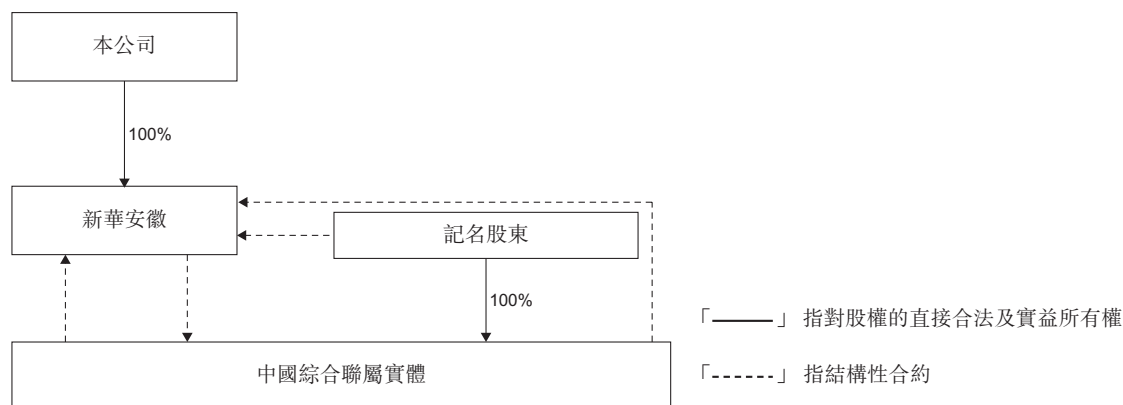 本公司
100%
新華安徽
記名股東
100%
「———」 指對股權的直接合法及實益所有權
中國綜合聯屬實體
「------」 指結構性合約